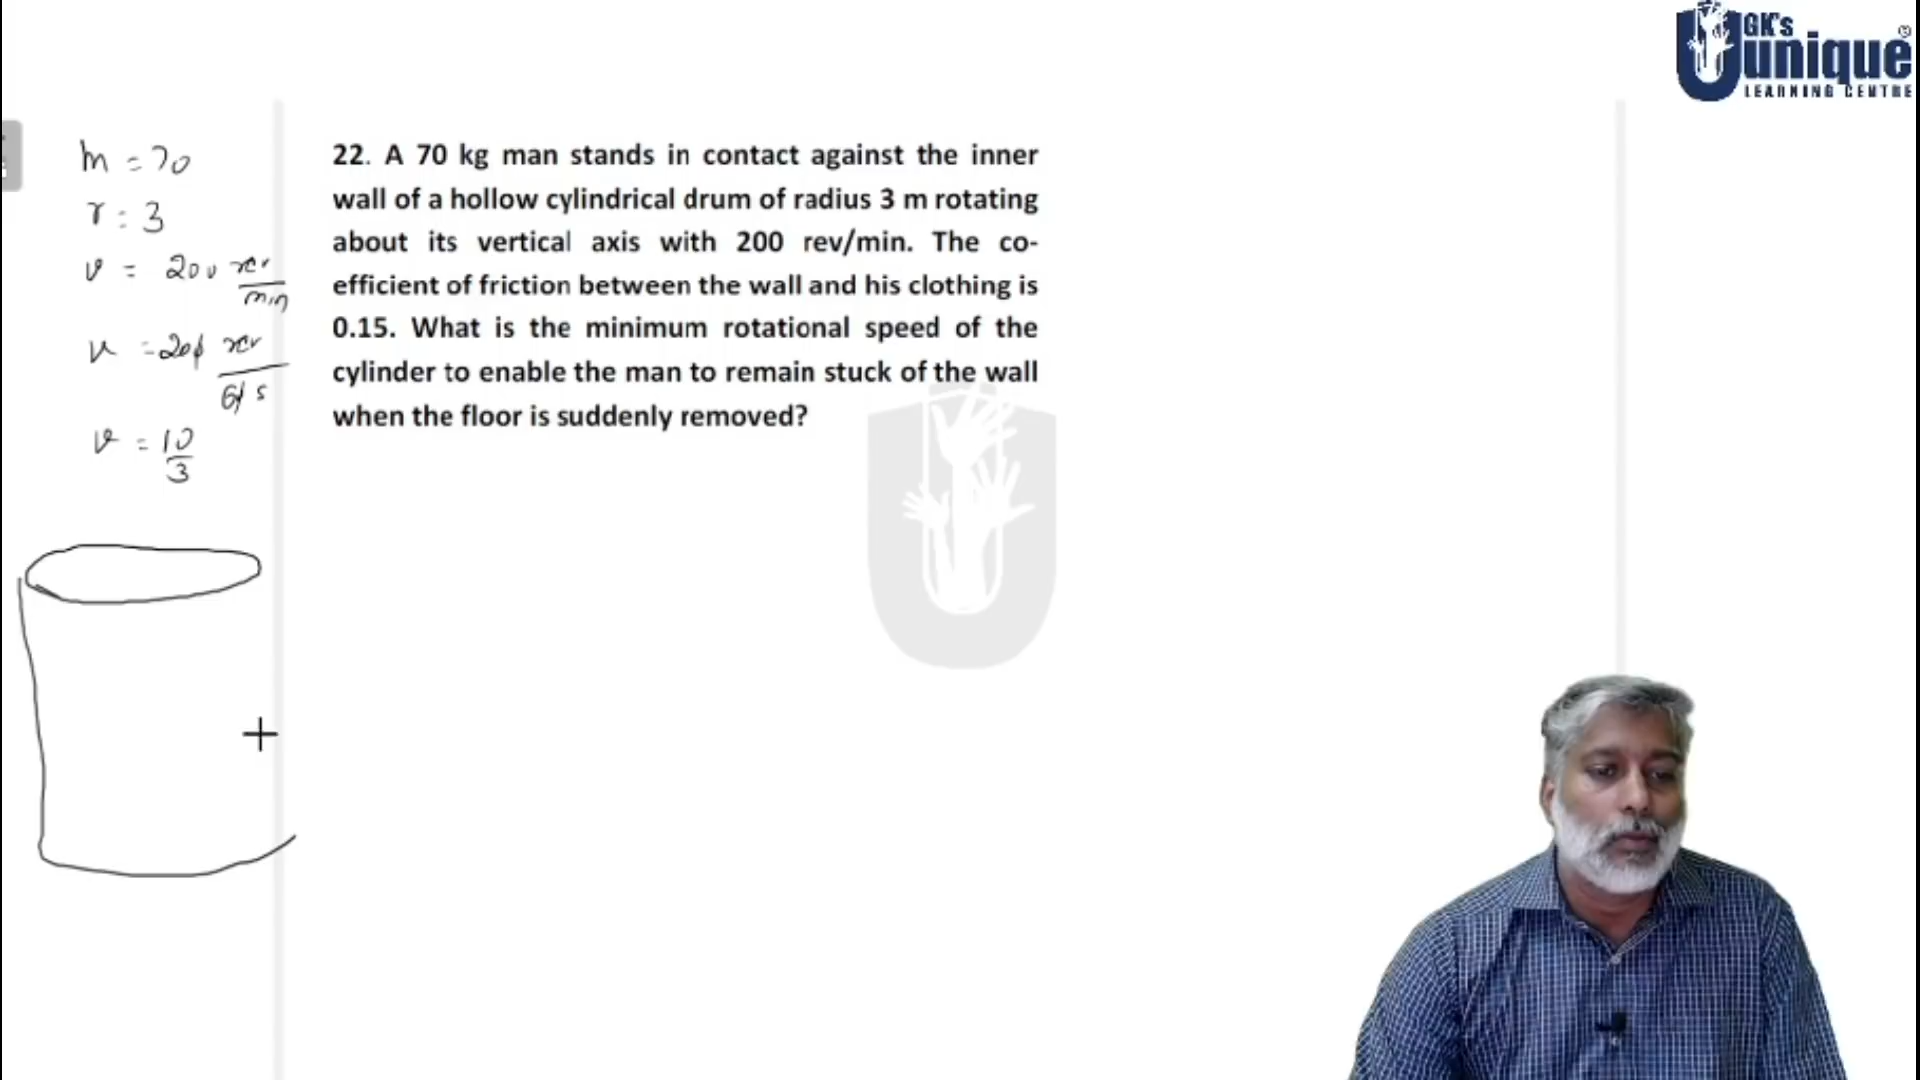 GK's
unique
LEARNING CENTRE
m = 70
r = 3
ν = 200 rev/min
ν = 200 rev/60 s
ν = 10/3
22. A 70 kg man stands in contact against the inner
wall of a hollow cylindrical drum of radius 3 m rotating
about its vertical axis with 200 rev/min. The co-
efficient of friction between the wall and his clothing is
0.15. What is the minimum rotational speed of the
cylinder to enable the man to remain stuck of the wall
when the floor is suddenly removed?